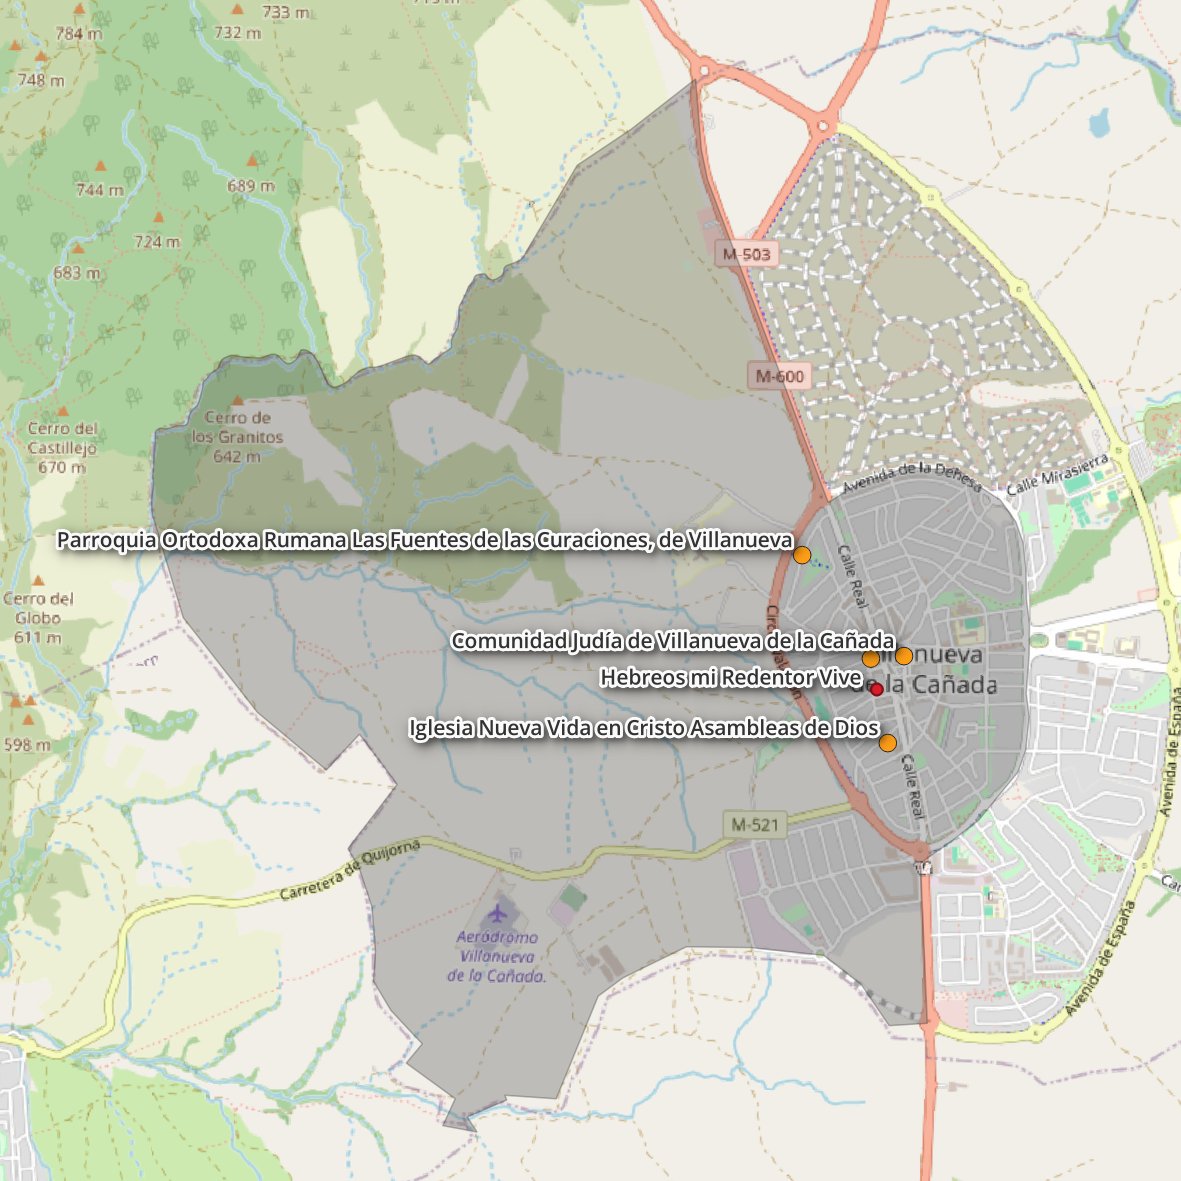 733 m
784 m
732 m
748 m
689 m
744 m
724 m
683 m
M-503
M-600
Cerro de
los Granitos
642 m
Cerro del
Castillejo
670 m
Avenida de la Dehesa
Calle Mirasierra
Parroquia Ortodoxa Rumana Las Fuentes de las Curaciones, de Villanueva
Calle Real
Cerro del
Globo
611 m
Comunidad Judía de Villanueva de la Cañada
Hebreos mi Redentor Vive
de la Cañada
Iglesia Nueva Vida en Cristo Asambleas de Dios
598 m
Avenida de España
Calle Real
M-521
Carretera de Quijorna
Aeródromo
Villanueva
de la Cañada.
Avenida de España